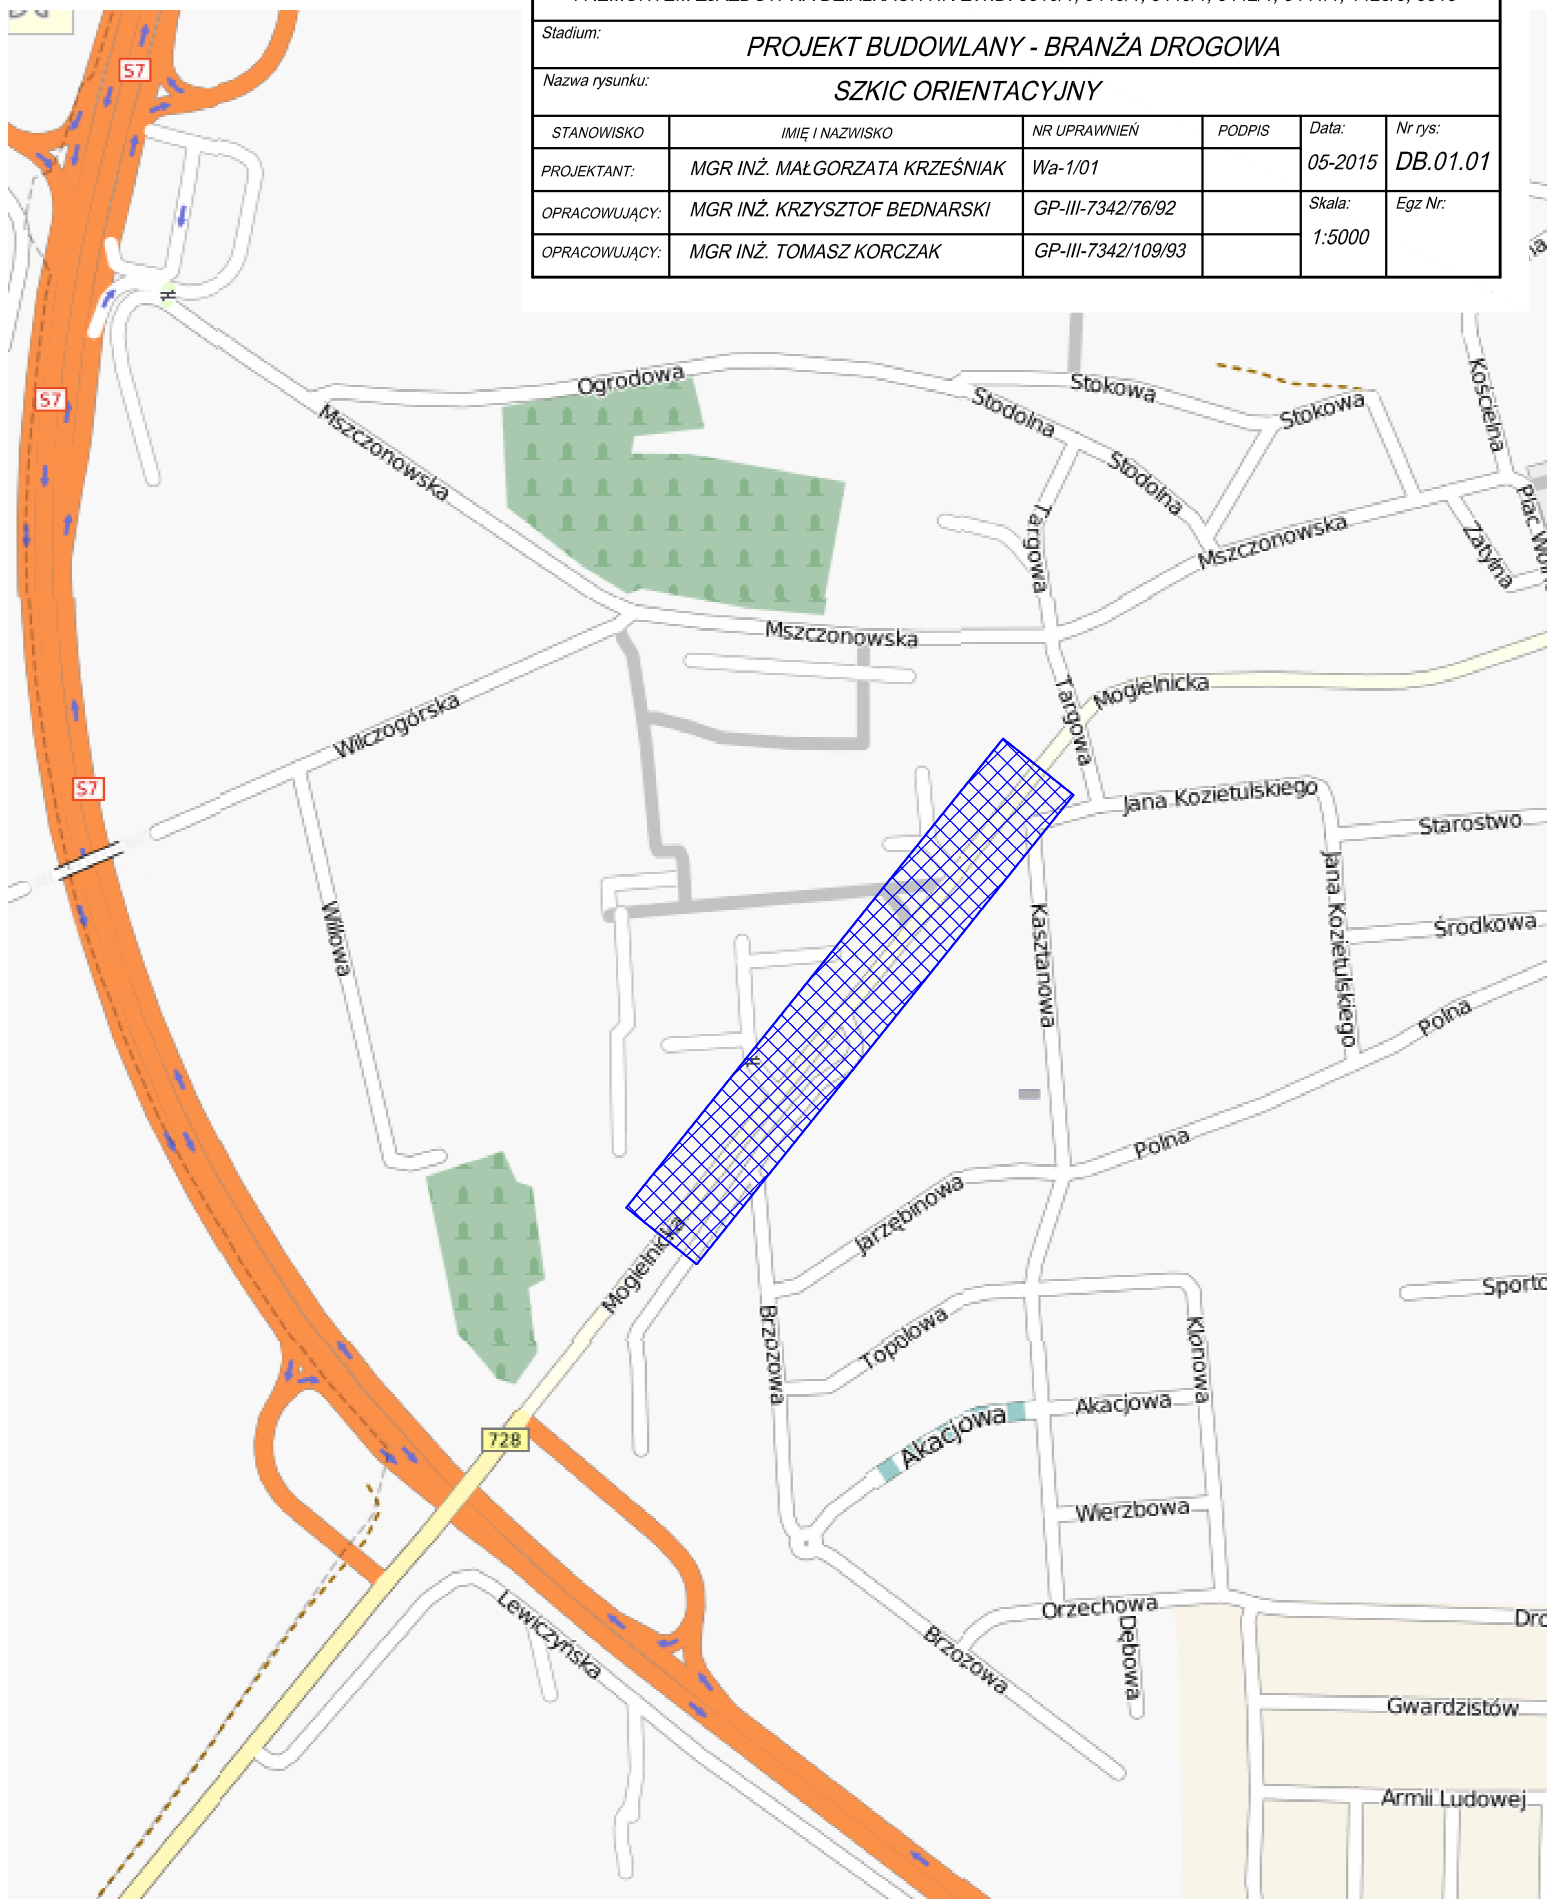 Stadium:
PROJEKT BUDOWLANY - BRANŻA DROGOWA
Nazwa rysunku:
SZKIC ORIENTACYJNY
STANOWISKO IMIĘ I NAZWISKO NR UPRAWNIEŃ PODPIS Data: Nr rys:
PROJEKTANT: MGR INŻ. MAŁGORZATA KRZEŚNIAK Wa-1/01 05-2015 DB.01.01
OPRACOWUJĄCY: MGR INŻ. KRZYSZTOF BEDNARSKI GP-III-7342/76/92 Skala: Egz Nr:
OPRACOWUJĄCY: MGR INŻ. TOMASZ KORCZAK GP-III-7342/109/93 1:5000
S7
S7
Ogrodowa
Stokowa
Stokowa
Kościelna
Stodolna
Mszczonowska
Stodolna
Targowa
Mszczonowska
Plac
Zatylna
Mszczonowska
Targowa
Mogielnicka
Wilczogórska
S7
Jana Kozietulskiego
Starostwo
Jana Kozietulskiego
Środkowa
Willowa
Kasztanowa
Polna
Polna
Jarzębinowa
Mogielnicka
Brzozowa
Topolowa
Klonowa
Akacjowa
Akacjowa
728
Wierzbowa
Lewiczyńska
Orzechowa
Dębowa
Brzozowa
Gwardzistów
Armii Ludowej